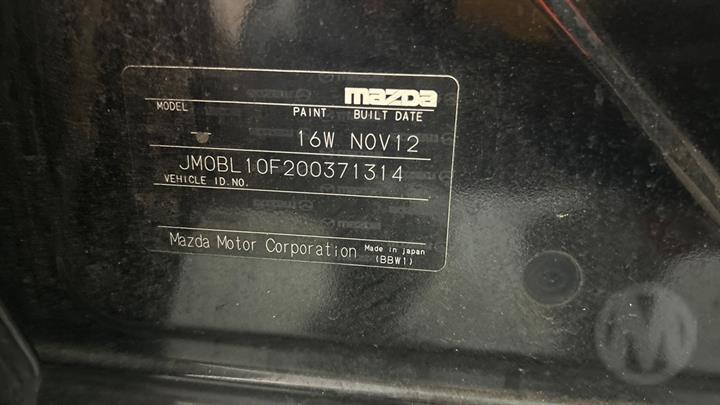 mazda
MODEL PAINT BUILT DATE
16W NOV12
JM0BL10F200371314
VEHICLE ID.NO.
Mazda Motor Corporation Made in japan
(BBW1)